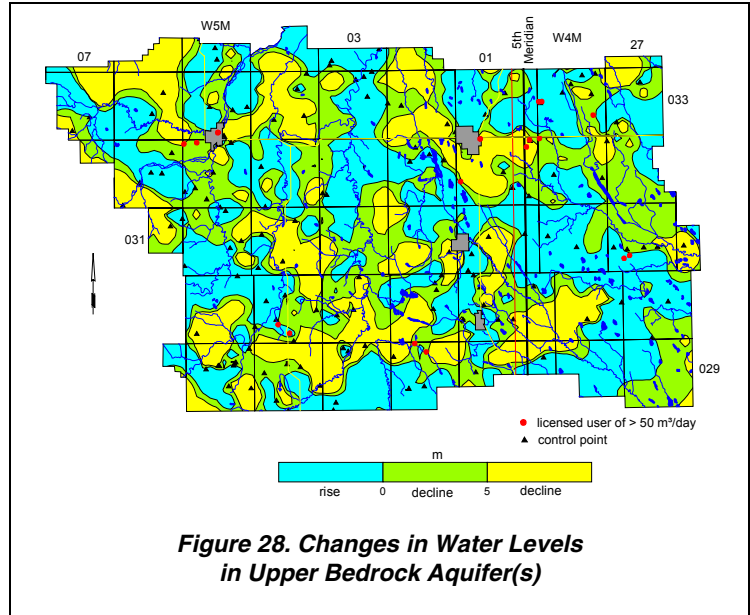 W5M
07
03
01
5th
Meridian
W4M
27
033
031
029
licensed user of > 50 m³/day
control point
m
rise 0 decline 5 decline
Figure 28. Changes in Water Levels
in Upper Bedrock Aquifer(s)